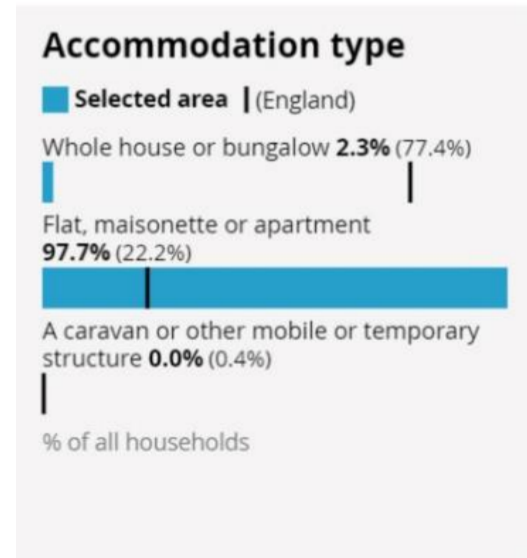 Accommodation type
Selected area (England)
Whole house or bungalow 2.3% (77.4%)
Flat, maisonette or apartment
97.7% (22.2%)
A caravan or other mobile or temporary
structure 0.0% (0.4%)
% of all households